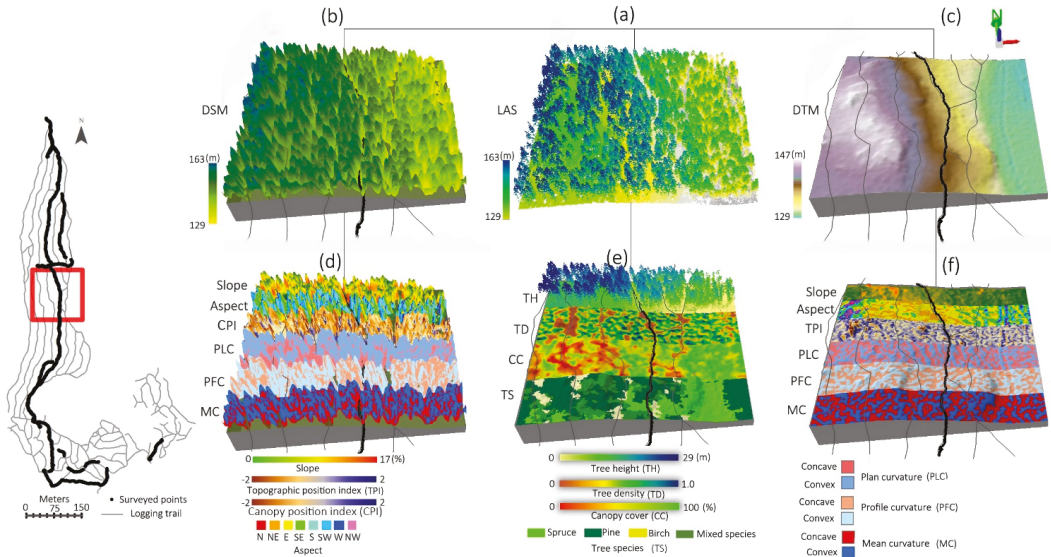 (b)
(a)
(c)
N
DSM
LAS
DTM
163 (m)
129
163 (m)
129
147 (m)
129
N
(d)
(e)
(f)
Slope
Aspect
CPI
PLC
PFC
MC
TH
TD
CC
TS
Slope
Aspect
TPI
PLC
PFC
MC
0 17 (%)
Slope
-2 2
Topographic position index (TPI)
-2 2
Canopy position index (CPI)
N NE E SE S SW W NW
Aspect
0 29 (m)
Tree height (TH)
0 1.0
Tree density (TD)
0 100 (%)
Canopy cover (CC)
Spruce Pine Birch Mixed species
Tree species (TS)
Concave
Convex
Plan curvature (PLC)
Concave
Convex
Profile curvature (PFC)
Concave
Convex
Mean curvature (MC)
Meters
0 75 150
Surveyed points
Logging trail